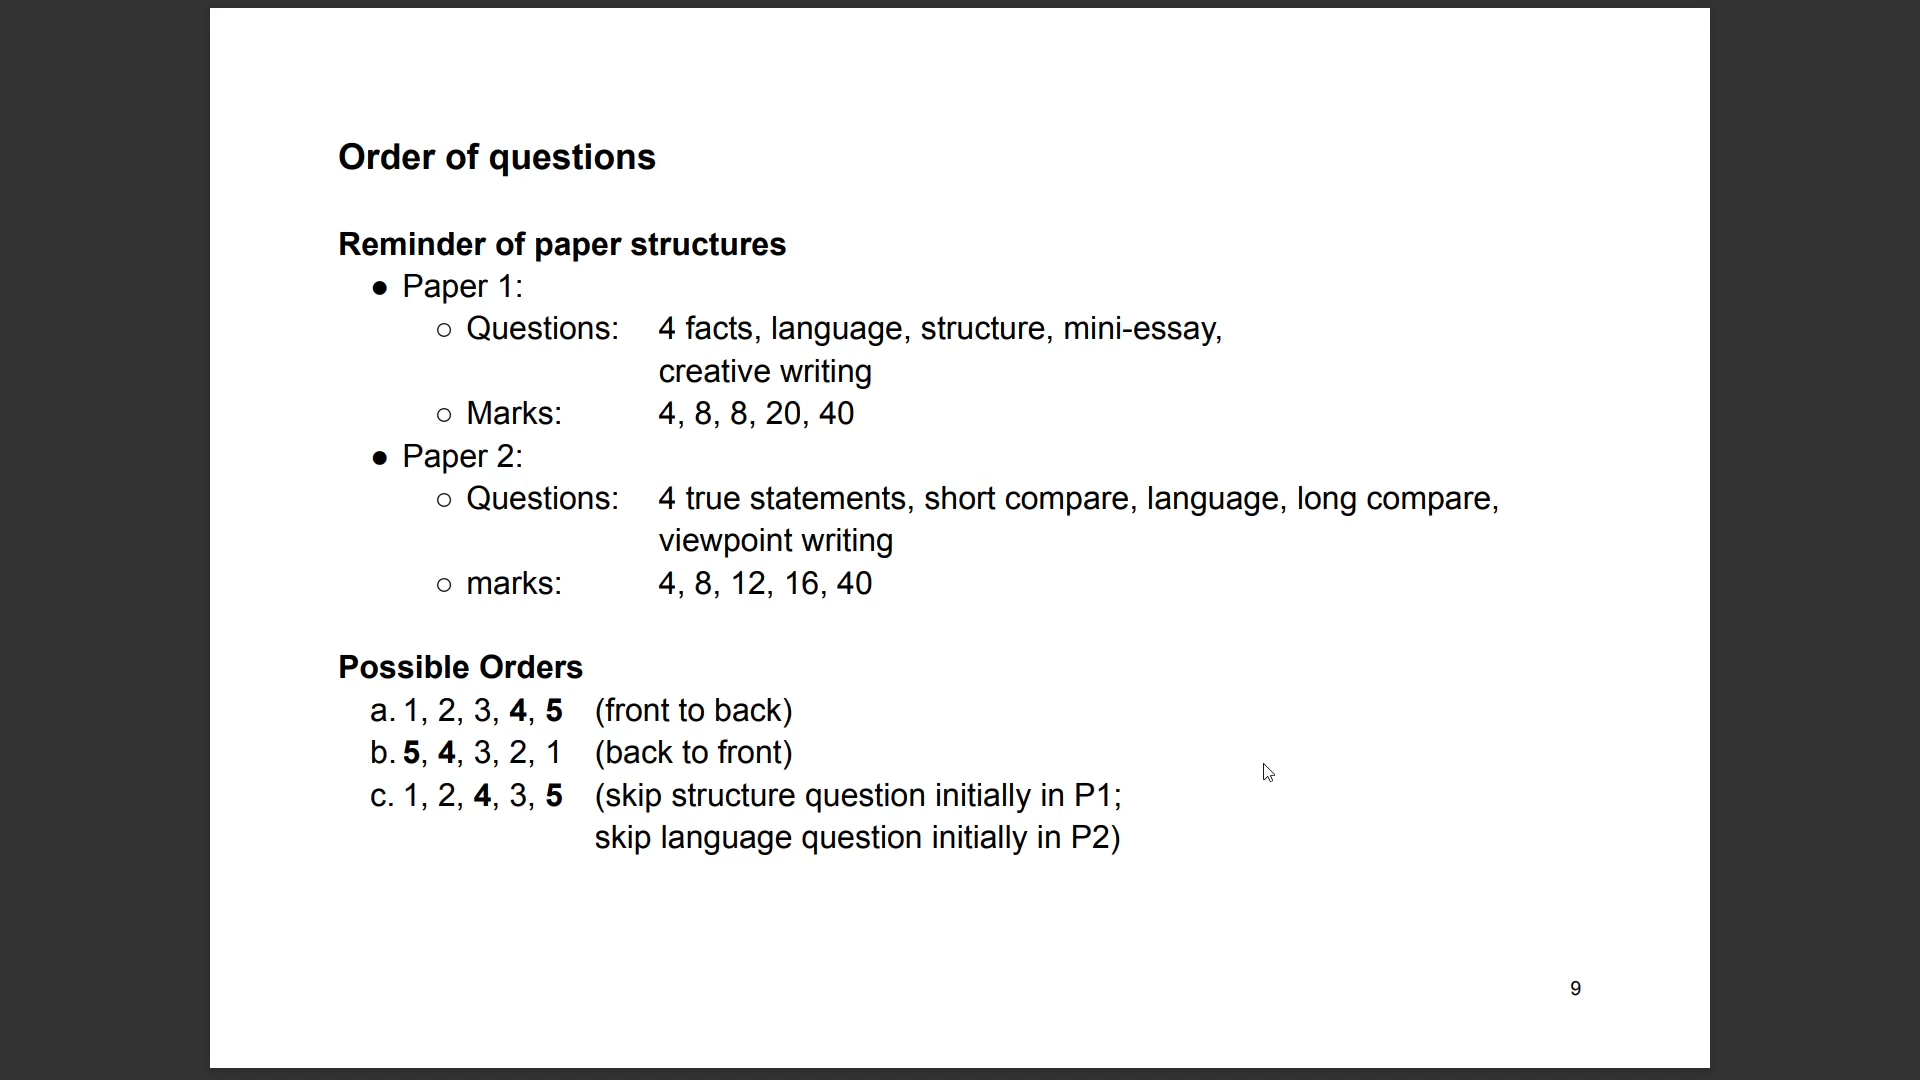 Order of questions
Reminder of paper structures
● Paper 1:
○ Questions: 4 facts, language, structure, mini-essay,
creative writing
○ Marks: 4, 8, 8, 20, 40
● Paper 2:
○ Questions: 4 true statements, short compare, language, long compare,
viewpoint writing
○ marks: 4, 8, 12, 16, 40
Possible Orders
a. 1, 2, 3, 4, 5 (front to back)
b. 5, 4, 3, 2, 1 (back to front)
c. 1, 2, 4, 3, 5 (skip structure question initially in P1;
skip language question initially in P2)
9